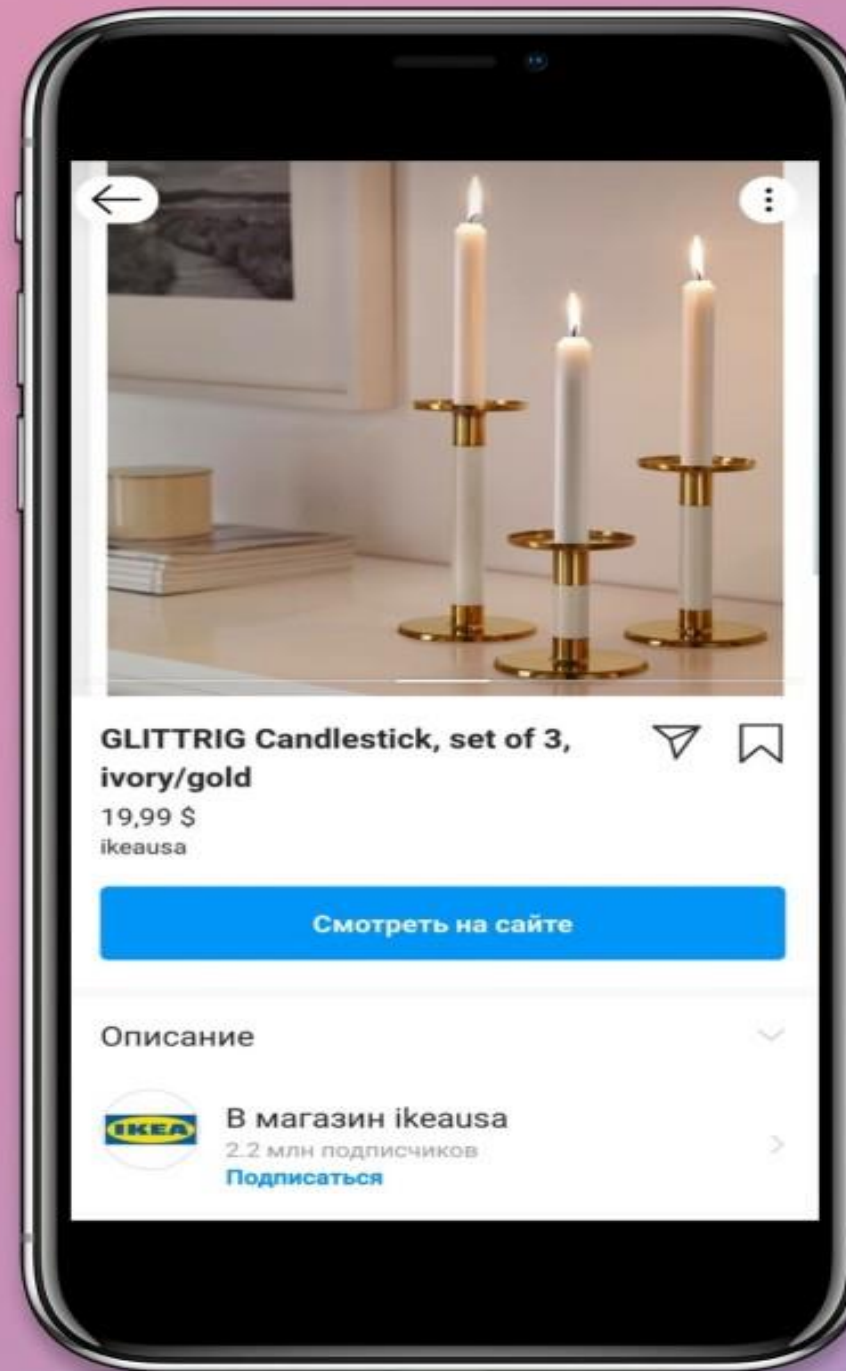 GLITTRIG Candlestick, set of 3,
ivory/gold
19,99 $
ikeausa
Смотреть на сайте
Описание
IKEA
В магазин ikeausa
2.2 млн подписчиков
Подписаться